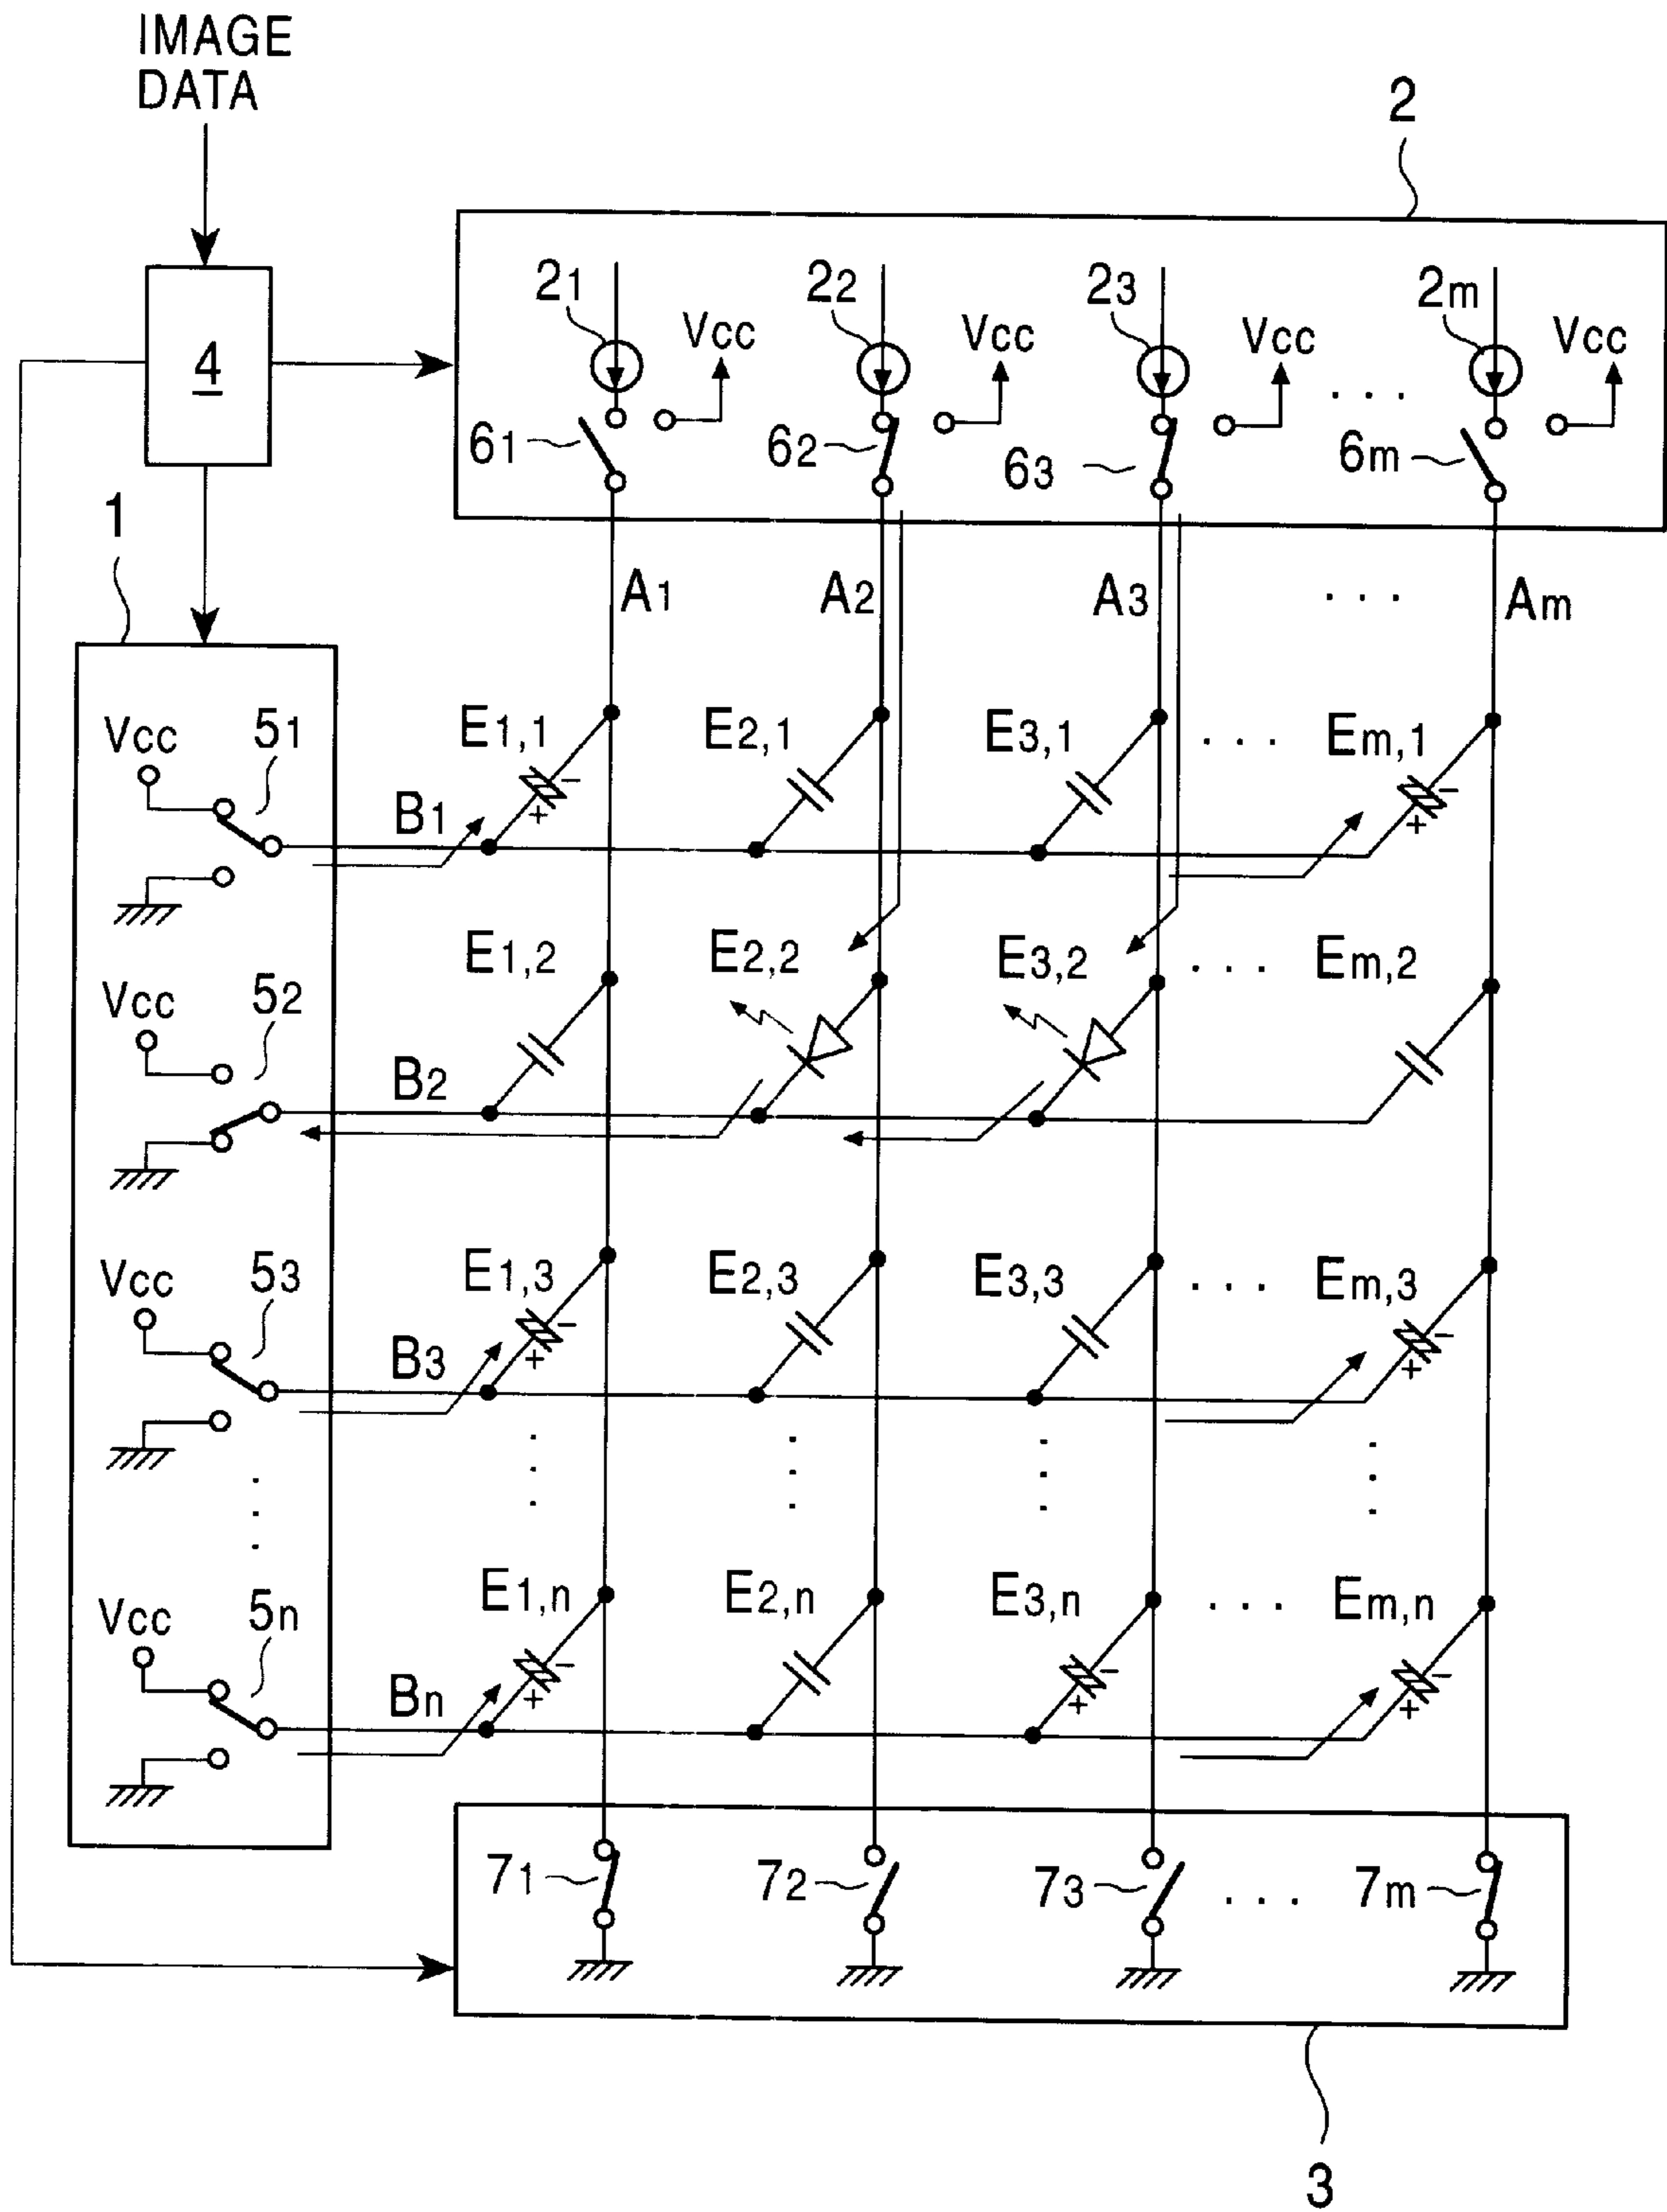 IMAGE
DATA
2
4
21 22 23 2m
Vcc Vcc Vcc Vcc
. . .
61 62 63 6m
1
A1 A2 A3 . . . Am
Vcc 51
E1,1 E2,1 E3,1 . . . Em,1
B1
- + - +
Vcc 52
E1,2 E2,2 E3,2 . . . Em,2
B2
Vcc 53
E1,3 E2,3 E3,3 . . . Em,3
B3
- + - +
Vcc 5n
E1,n E2,n E3,n . . . Em,n
Bn
- + - + - +
71 72 73 . . . 7m
3